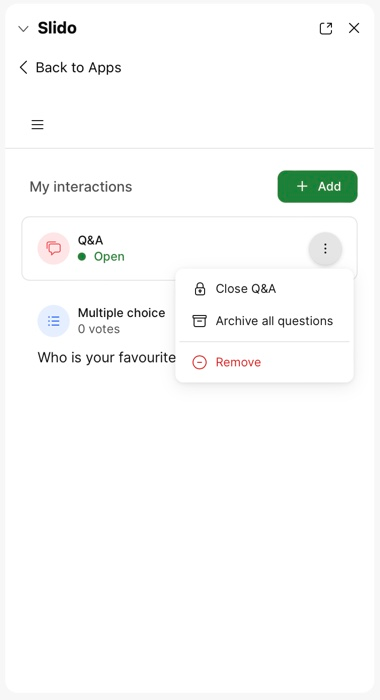 Slido
Back to Apps
My interactions
Add
Q&A
Open
Close Q&A
Archive all questions
Remove
Multiple choice
0 votes
Who is your favourite